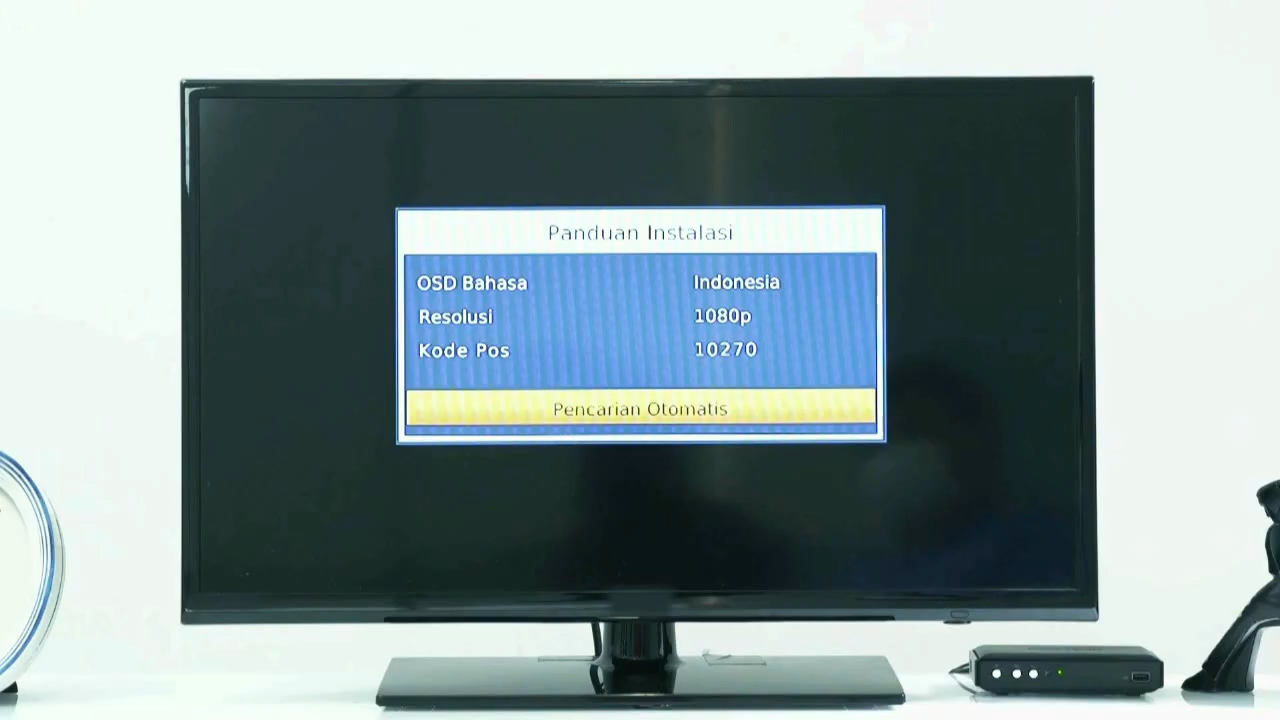 Panduan Instalasi
OSD Bahasa Indonesia
Resolusi 1080p
Kode Pos 10270
Pencarian Otomatis